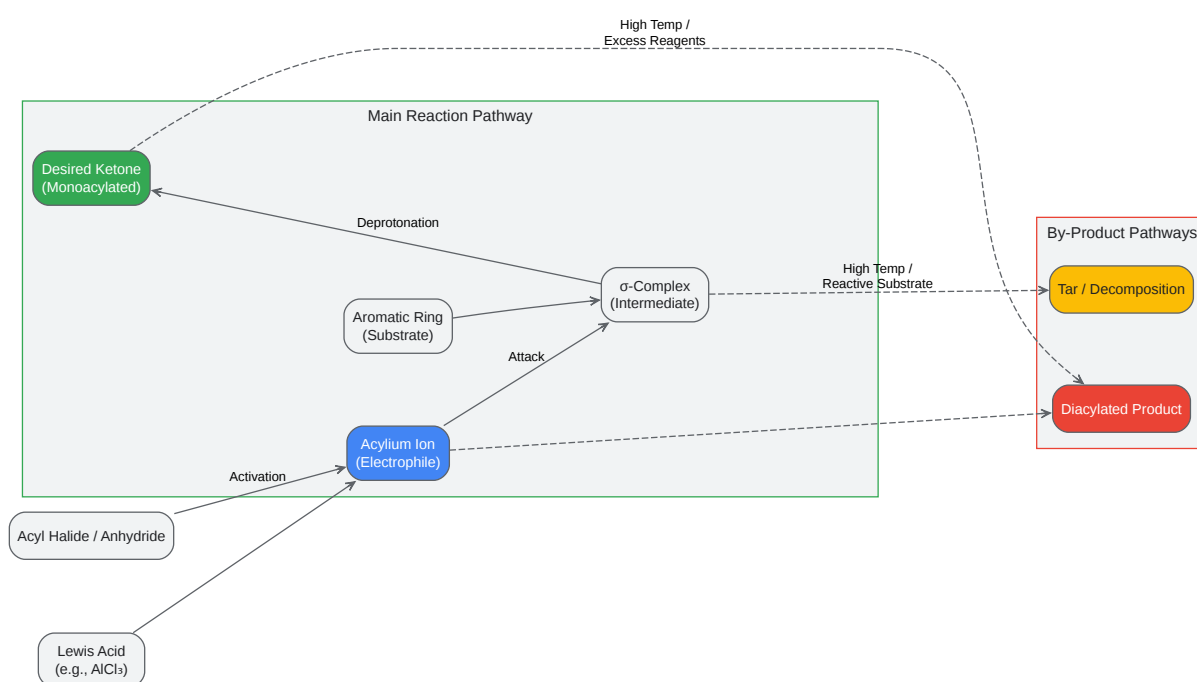 High Temp /
Excess Reagents
Main Reaction Pathway
Desired Ketone
(Monoacylated)
Deprotonation
By-Product Pathways
High Temp /
Reactive Substrate
σ-Complex
(Intermediate)
Tar / Decomposition
Aromatic Ring
(Substrate)
Attack
Diacylated Product
Acylium Ion
(Electrophile)
Activation
Acyl Halide / Anhydride
Lewis Acid
(e.g., AlCl₃)